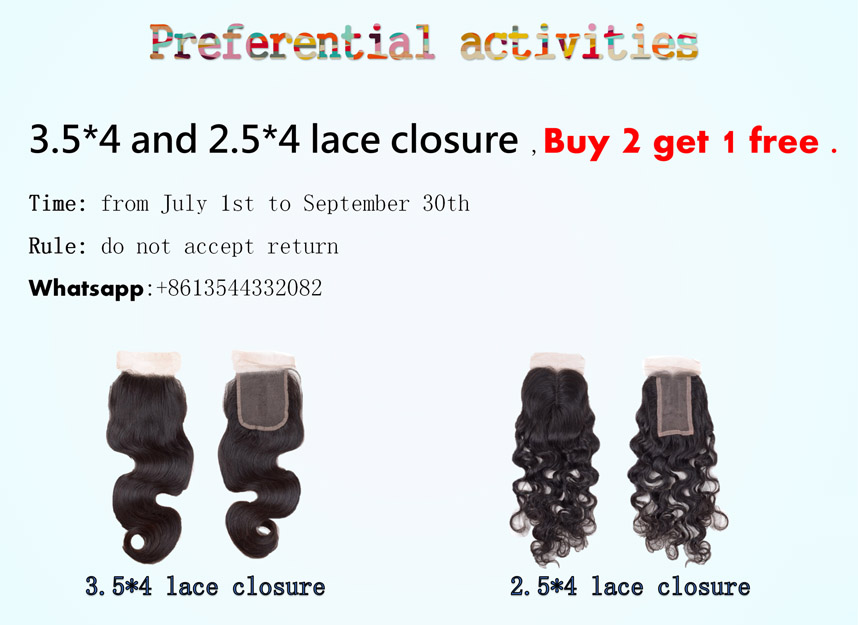 Preferential activities
3.5*4 and 2.5*4 lace closure , Buy 2 get 1 free .
Time: from July 1st to September 30th
Rule: do not accept return
Whatsapp:+8613544332082
3.5*4 lace closure
2.5*4 lace closure